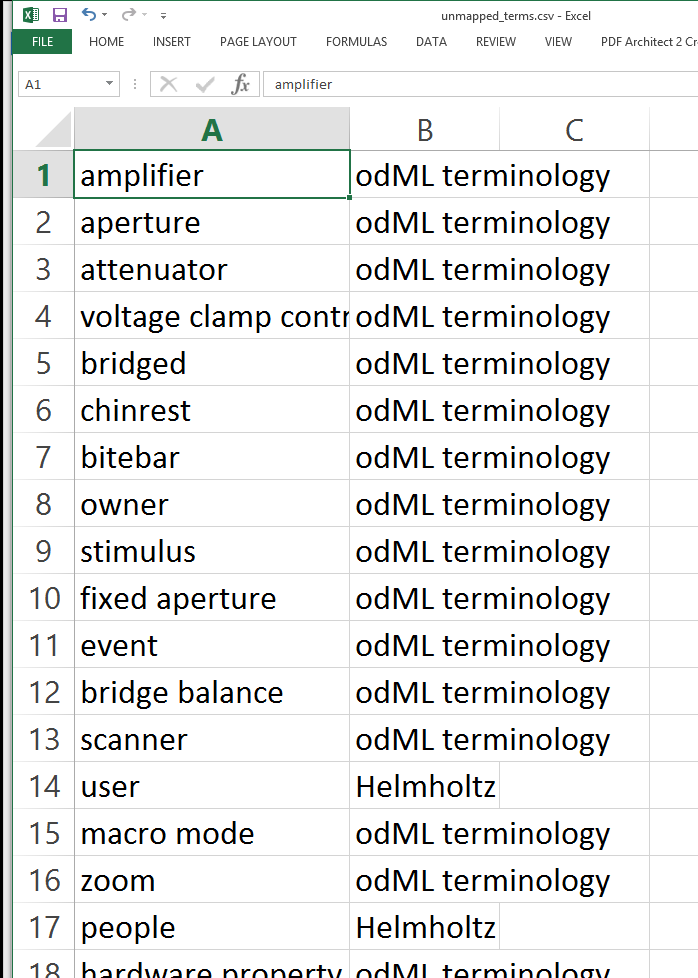 unmapped_terms.csv - Excel
FILE HOME INSERT PAGE LAYOUT FORMULAS DATA REVIEW VIEW PDF Architect 2
A1 fx amplifier
A B C
1 amplifier odML terminology
2 aperture odML terminology
3 attenuator odML terminology
4 voltage clamp odML terminology
5 bridged odML terminology
6 chinrest odML terminology
7 bitebar odML terminology
8 owner odML terminology
9 stimulus odML terminology
10 fixed aperture odML terminology
11 event odML terminology
12 bridge balance odML terminology
13 scanner odML terminology
14 user Helmholtz
15 macro mode odML terminology
16 zoom odML terminology
17 people Helmholtz
18 hardware property odML terminology